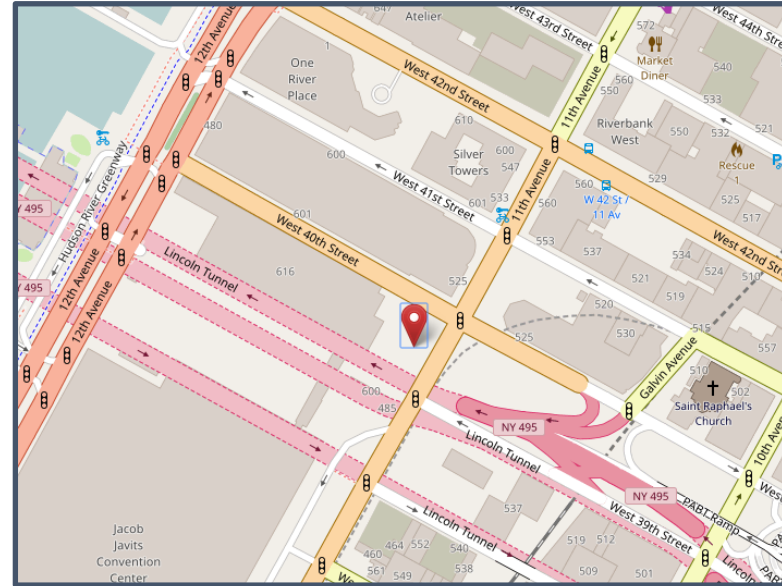 647
Atelier
West 43rd Street
West 44th Street
572
12th Avenue
1
One
River
Place
West 42nd Street
11th Avenue
Market
Diner
540
560
550
533
521
480
610
Silver
Towers
600
547
Riverbank
West
550
532
Rescue
1
600
West 41st Street
601
533
11th Avenue
560
560
W 42 St /
11 Av
529
525
517
Hudson River Greenway
601
West 40th Street
553
537
534
524
510
West 42nd
521
519
NY 495
Lincoln Tunnel
616
525
12th Avenue
12th Avenue
NY 495
520
525
530
515
557
Galvin Avenue
510
502
Saint Raphael's
Church
600
485
NY 495
Lincoln Tunnel
10th Avenue
NY 495
PABT Ramp
West 39th Street
537
Jacob
Javits
Convention
Center
Lincoln Tunnel
460
464
552
540
538
561
549
519
512
509
501